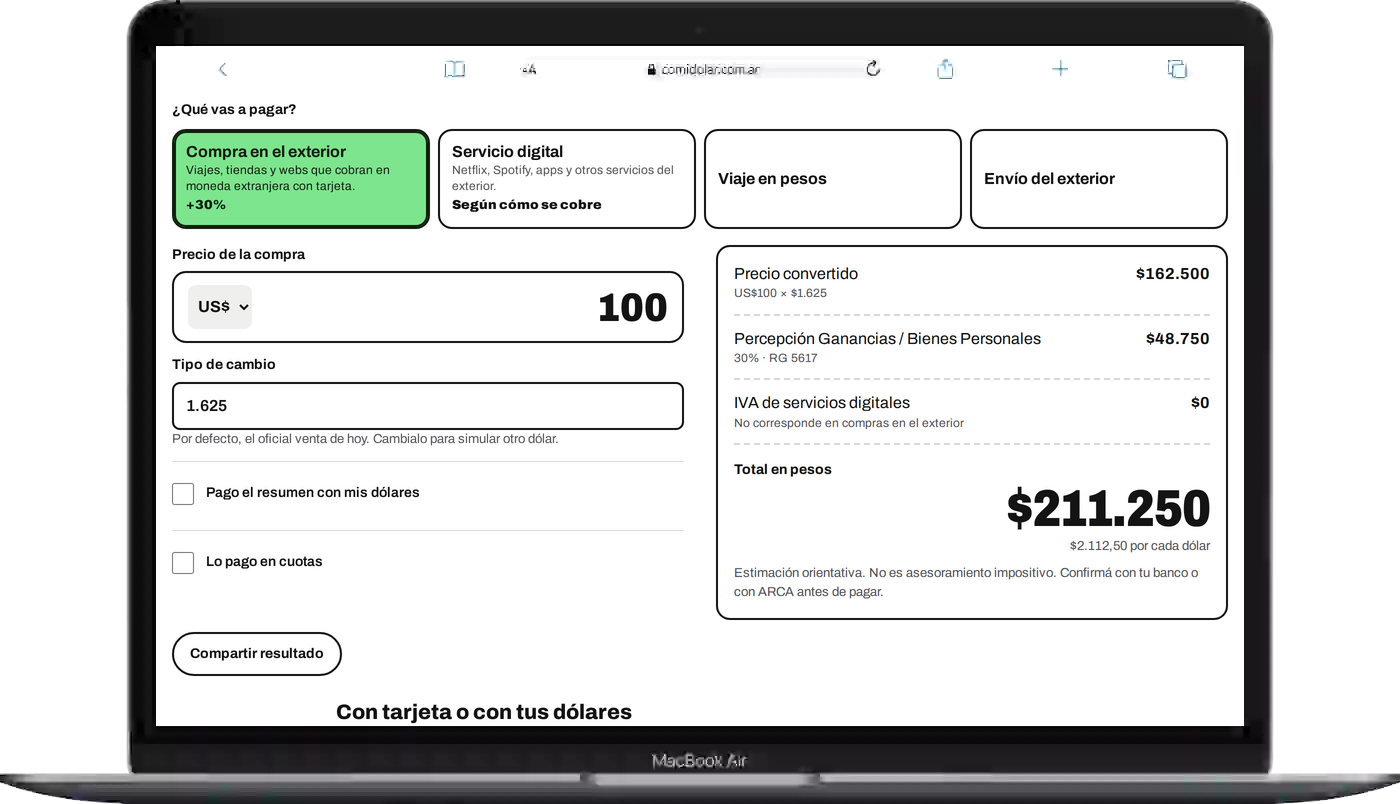 comidolar.com.ar
¿Qué vas a pagar?
Compra en el exterior
Viajes, tiendas y webs que cobran en
moneda extranjera con tarjeta.
+30%
Servicio digital
Netflix, Spotify, apps y otros servicios del
exterior.
Según cómo se cobre
Viaje en pesos
Envío del exterior
Precio de la compra
US$
100
Tipo de cambio
1.625
Por defecto, el oficial venta de hoy. Cambialo para simular otro dólar.
Pago el resumen con mis dólares
Lo pago en cuotas
Precio convertido
$162.500
US$100 × $1.625
Percepción Ganancias / Bienes Personales
$48.750
30% · RG 5617
IVA de servicios digitales
$0
No corresponde en compras en el exterior
Total en pesos
$211.250
$2.112,50 por cada dólar
Estimación orientativa. No es asesoramiento impositivo. Confirmá con tu banco o
con ARCA antes de pagar.
Compartir resultado
Con tarjeta o con tus dólares
MacBook Air